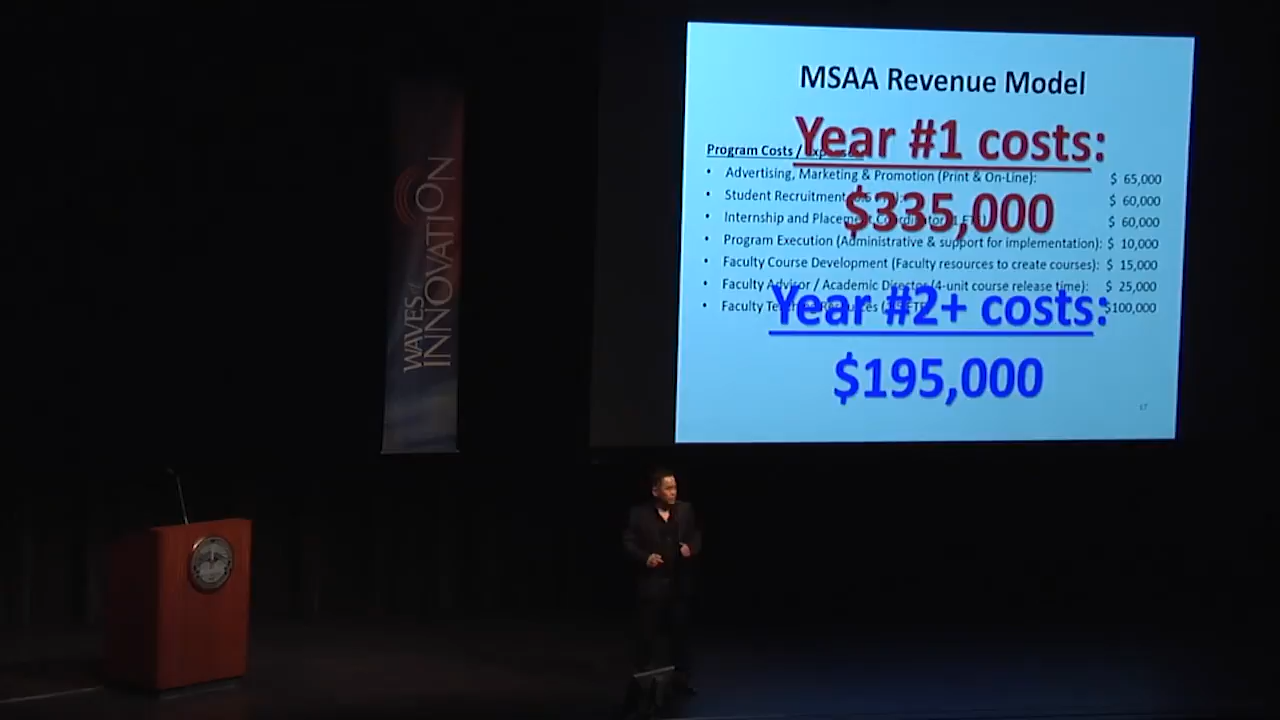 MSAA Revenue Model
Year #1 costs:
$335,000
Year #2+ costs:
$195,000
Program Costs /
• Advertising, Marketing & Promotion (Print & On-Line): $ 65,000
• Student Recruitment $ 60,000
• Internship and Placement Coordinator (1 FTE) $ 60,000
• Program Execution (Administrative & support for implementation): $ 10,000
• Faculty Course Development (Faculty resources to create courses): $ 15,000
• Faculty Advisor / Academic Director (4-unit course release time): $ 25,000
• Faculty $100,000
17
WAVES of
INNOVATION